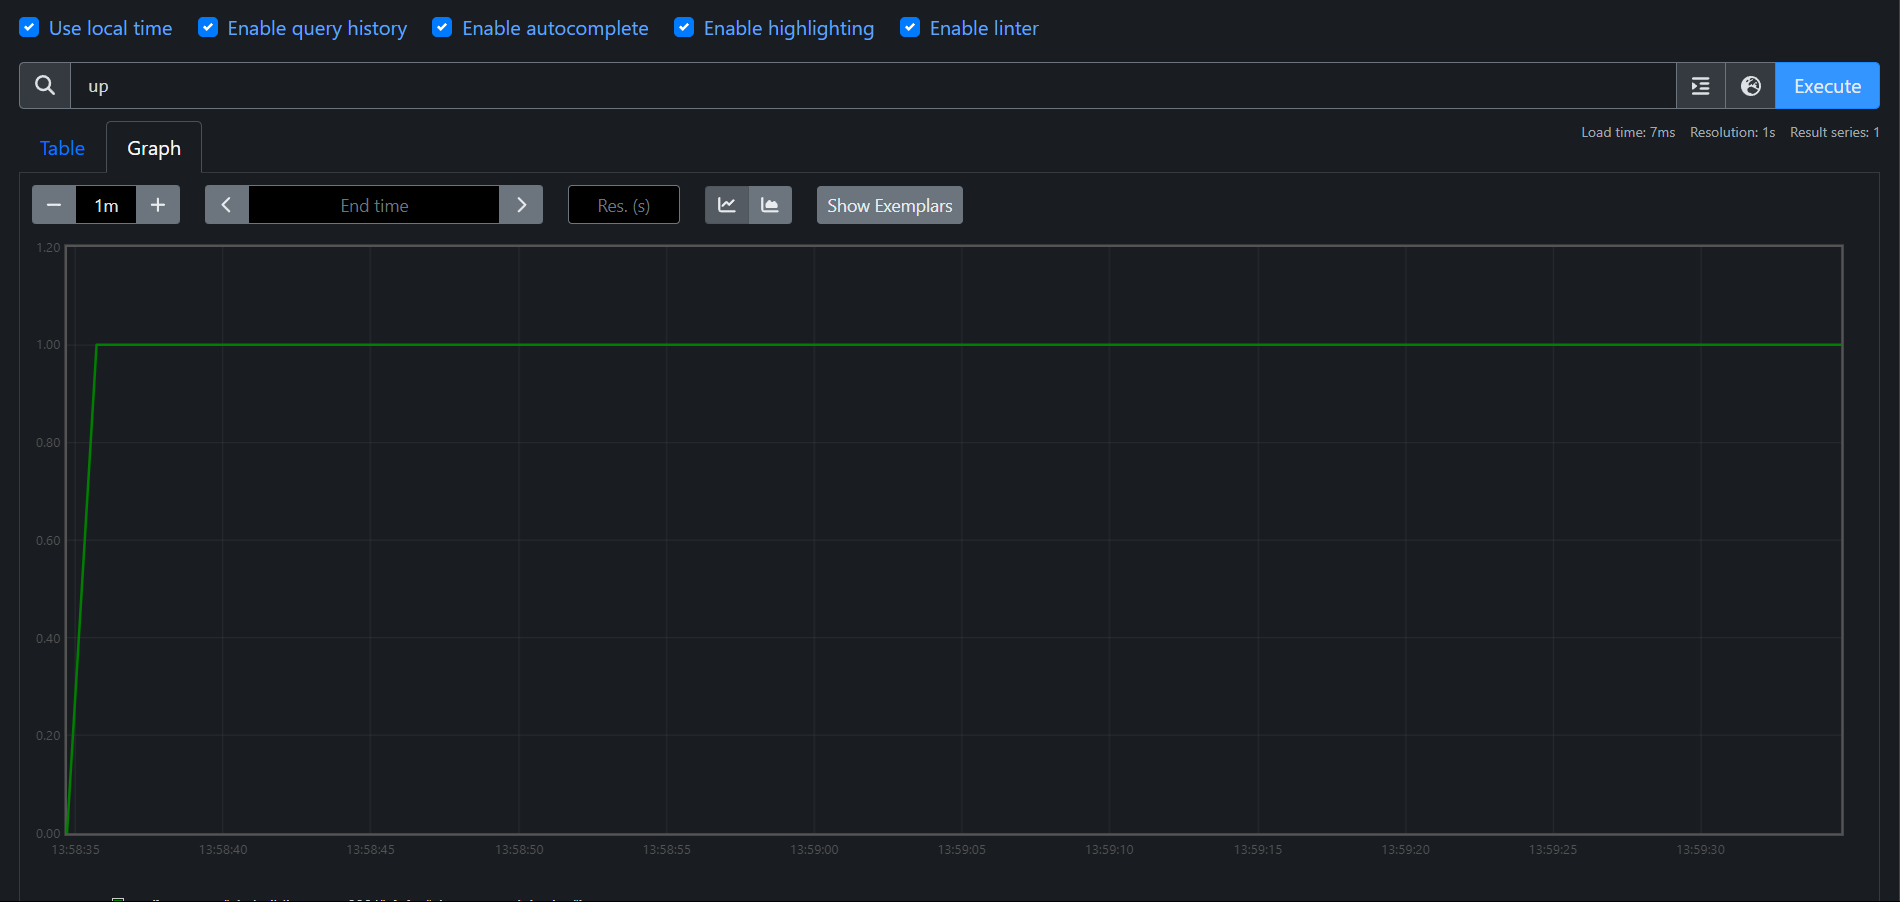 Use local time Enable query history Enable autocomplete Enable highlighting Enable linter
up Execute
Table Graph Load time: 7ms Resolution: 1s Result series: 1
1m End time Res. (s) Show Exemplars
1.20
1.00
0.80
0.60
0.40
0.20
0.00
13:58:35 13:58:40 13:58:45 13:58:50 13:58:55 13:59:00 13:59:05 13:59:10 13:59:15 13:59:20 13:59:25 13:59:30